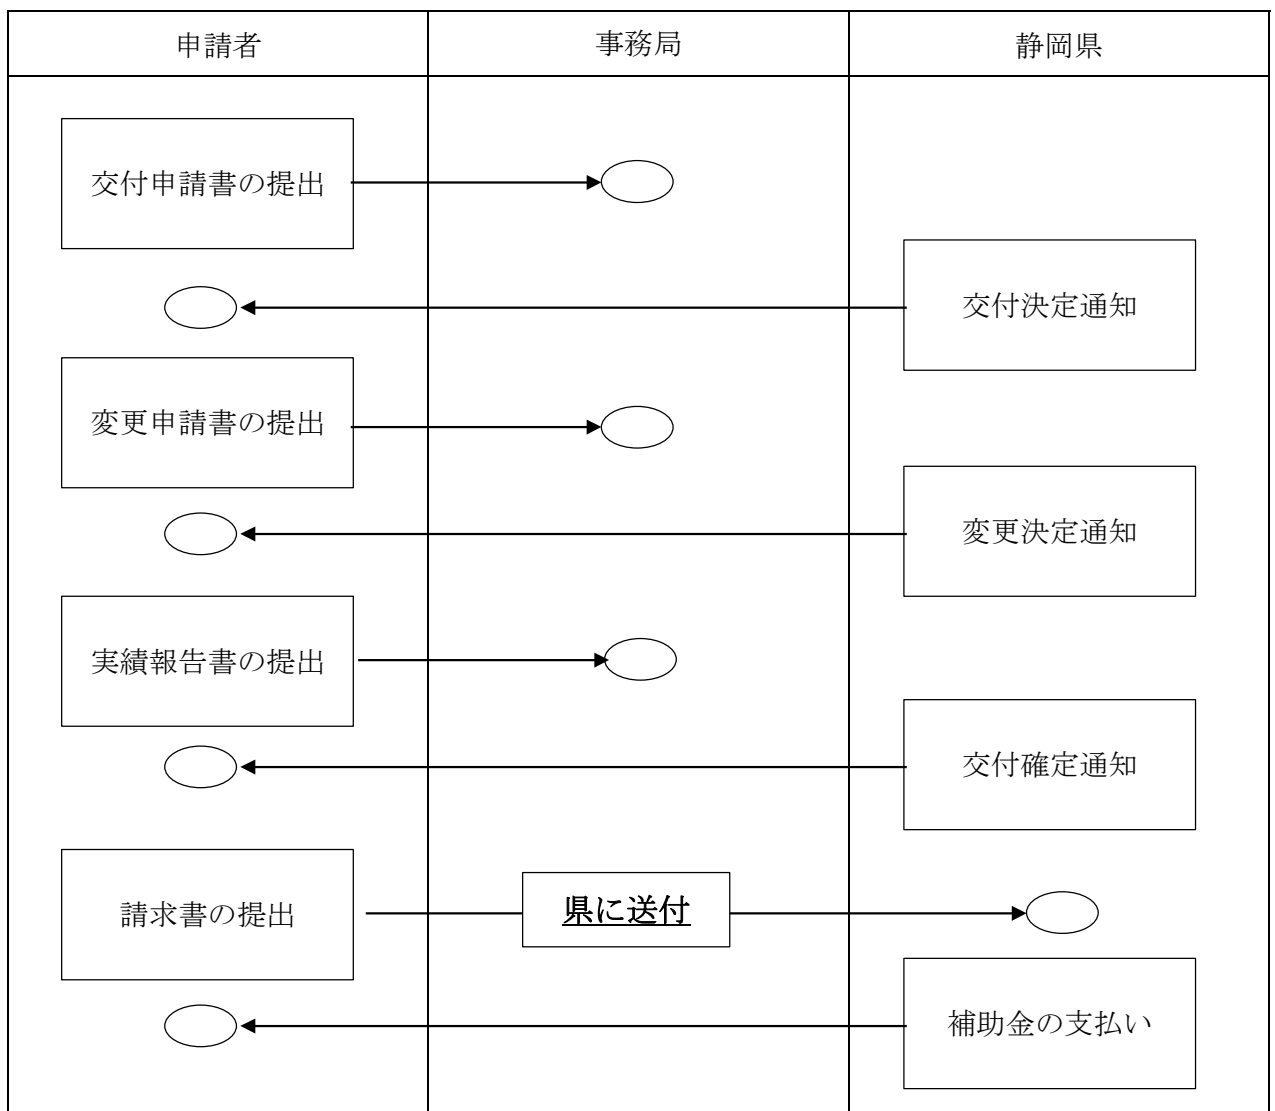 申請者
事務局
静岡県
交付申請書の提出
交付決定通知
変更申請書の提出
変更決定通知
実績報告書の提出
交付確定通知
請求書の提出
県に送付
補助金の支払い